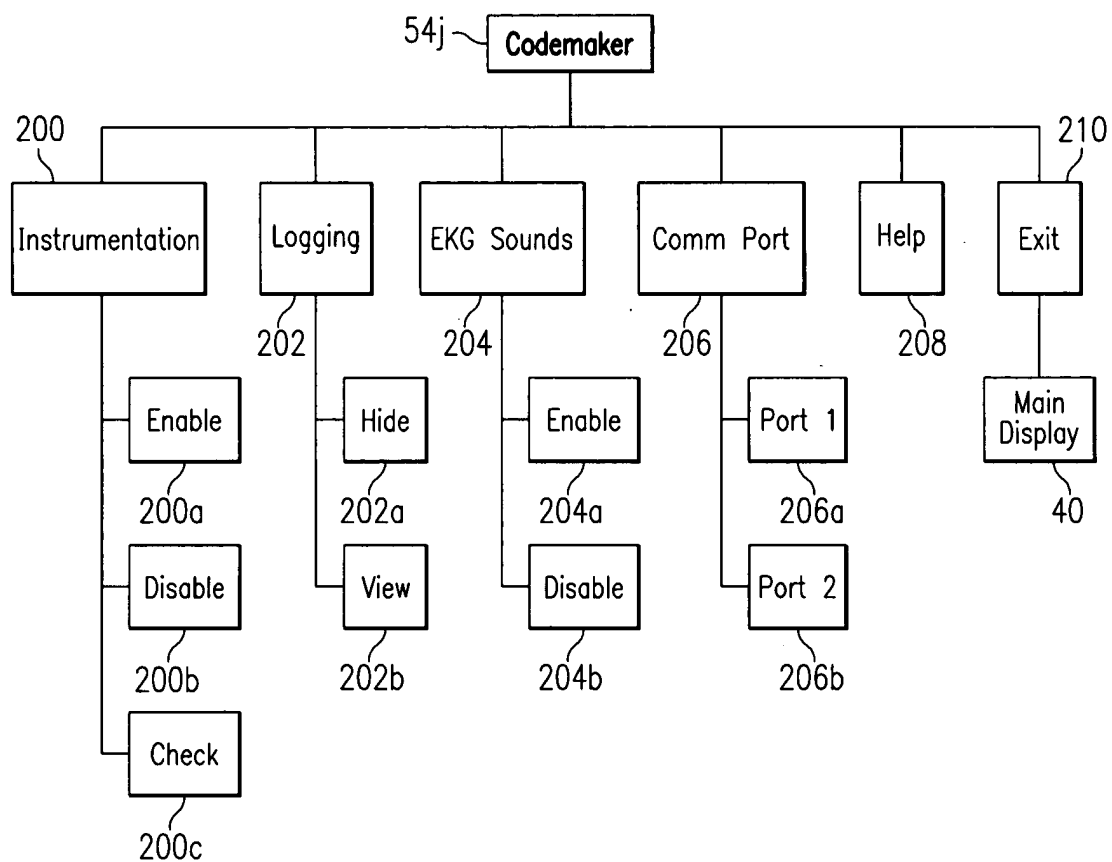 54j
Codemaker
200
210
Instrumentation
Logging
EKG Sounds
Comm Port
Help
Exit
202
204
206
208
Enable
Hide
Enable
Port 1
Main
Display
200a
202a
204a
206a
40
Disable
View
Disable
Port 2
200b
202b
204b
206b
Check
200c